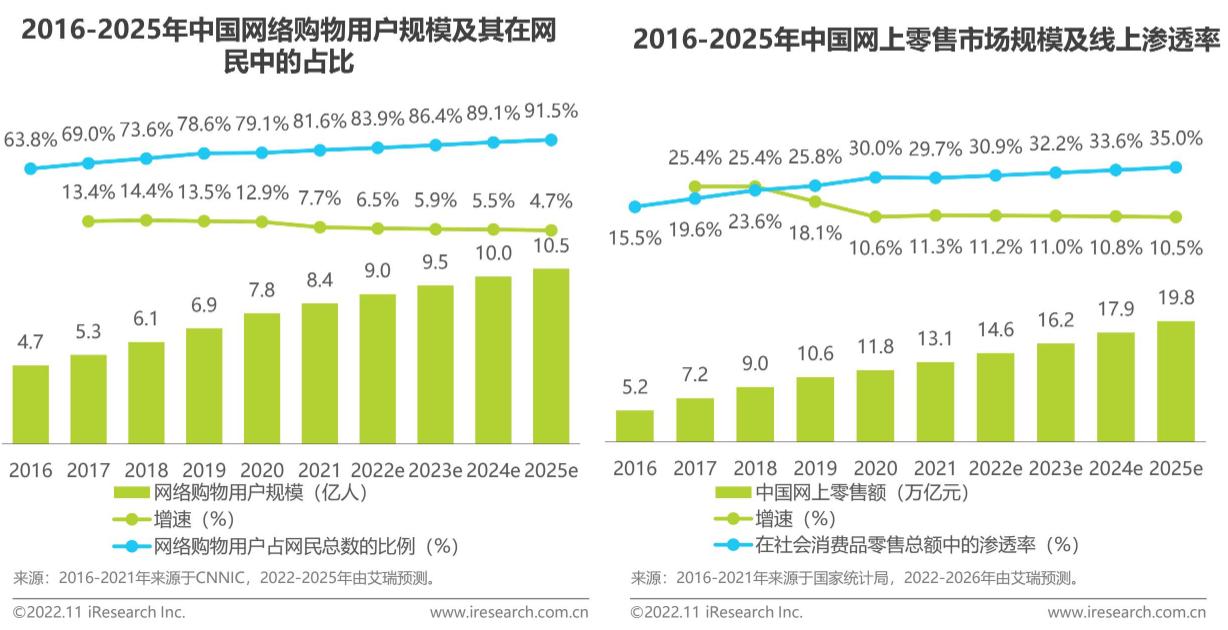 2016-2025年中国网络购物用户规模及其在网
民中的占比
63.8% 69.0% 73.6% 78.6% 79.1% 81.6% 83.9% 86.4% 89.1% 91.5%
13.4% 14.4% 13.5% 12.9% 7.7% 6.5% 5.9% 5.5% 4.7%
4.7 5.3 6.1 6.9 7.8 8.4 9.0 9.5 10.0 10.5
2016 2017 2018 2019 2020 2021 2022e 2023e 2024e 2025e
网络购物用户规模（亿人）
增速（%）
网络购物用户占网民总数的比例（%）
来源：2016-2021年来源于CNNIC，2022-2025年由艾瑞预测。
©2022.11 iResearch Inc. www.iresearch.com.cn
2016-2025年中国网上零售市场规模及线上渗透率
25.4% 25.4% 25.8% 30.0% 29.7% 30.9% 32.2% 33.6% 35.0%
15.5% 19.6% 23.6% 18.1% 10.6% 11.3% 11.2% 11.0% 10.8% 10.5%
5.2 7.2 9.0 10.6 11.8 13.1 14.6 16.2 17.9 19.8
2016 2017 2018 2019 2020 2021 2022e 2023e 2024e 2025e
中国网上零售额（万亿元）
增速（%）
在社会消费品零售总额中的渗透率（%）
来源：2016-2021年来源于国家统计局，2022-2026年由艾瑞预测。
©2022.11 iResearch Inc. www.iresearch.com.cn